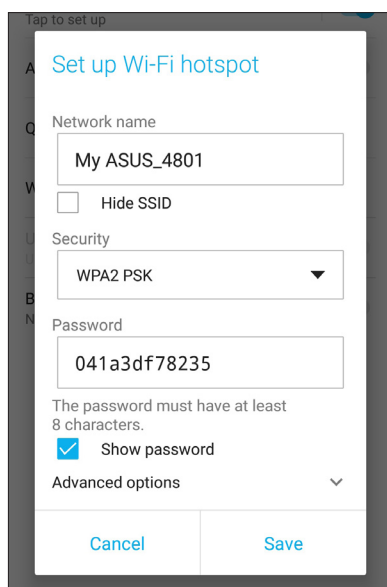 Tap to set up
Set up Wi-Fi hotspot
Network name
My ASUS_4801
Hide SSID
Security
WPA2 PSK
Password
041a3df78235
The password must have at least
8 characters.
Show password
Advanced options
Cancel
Save